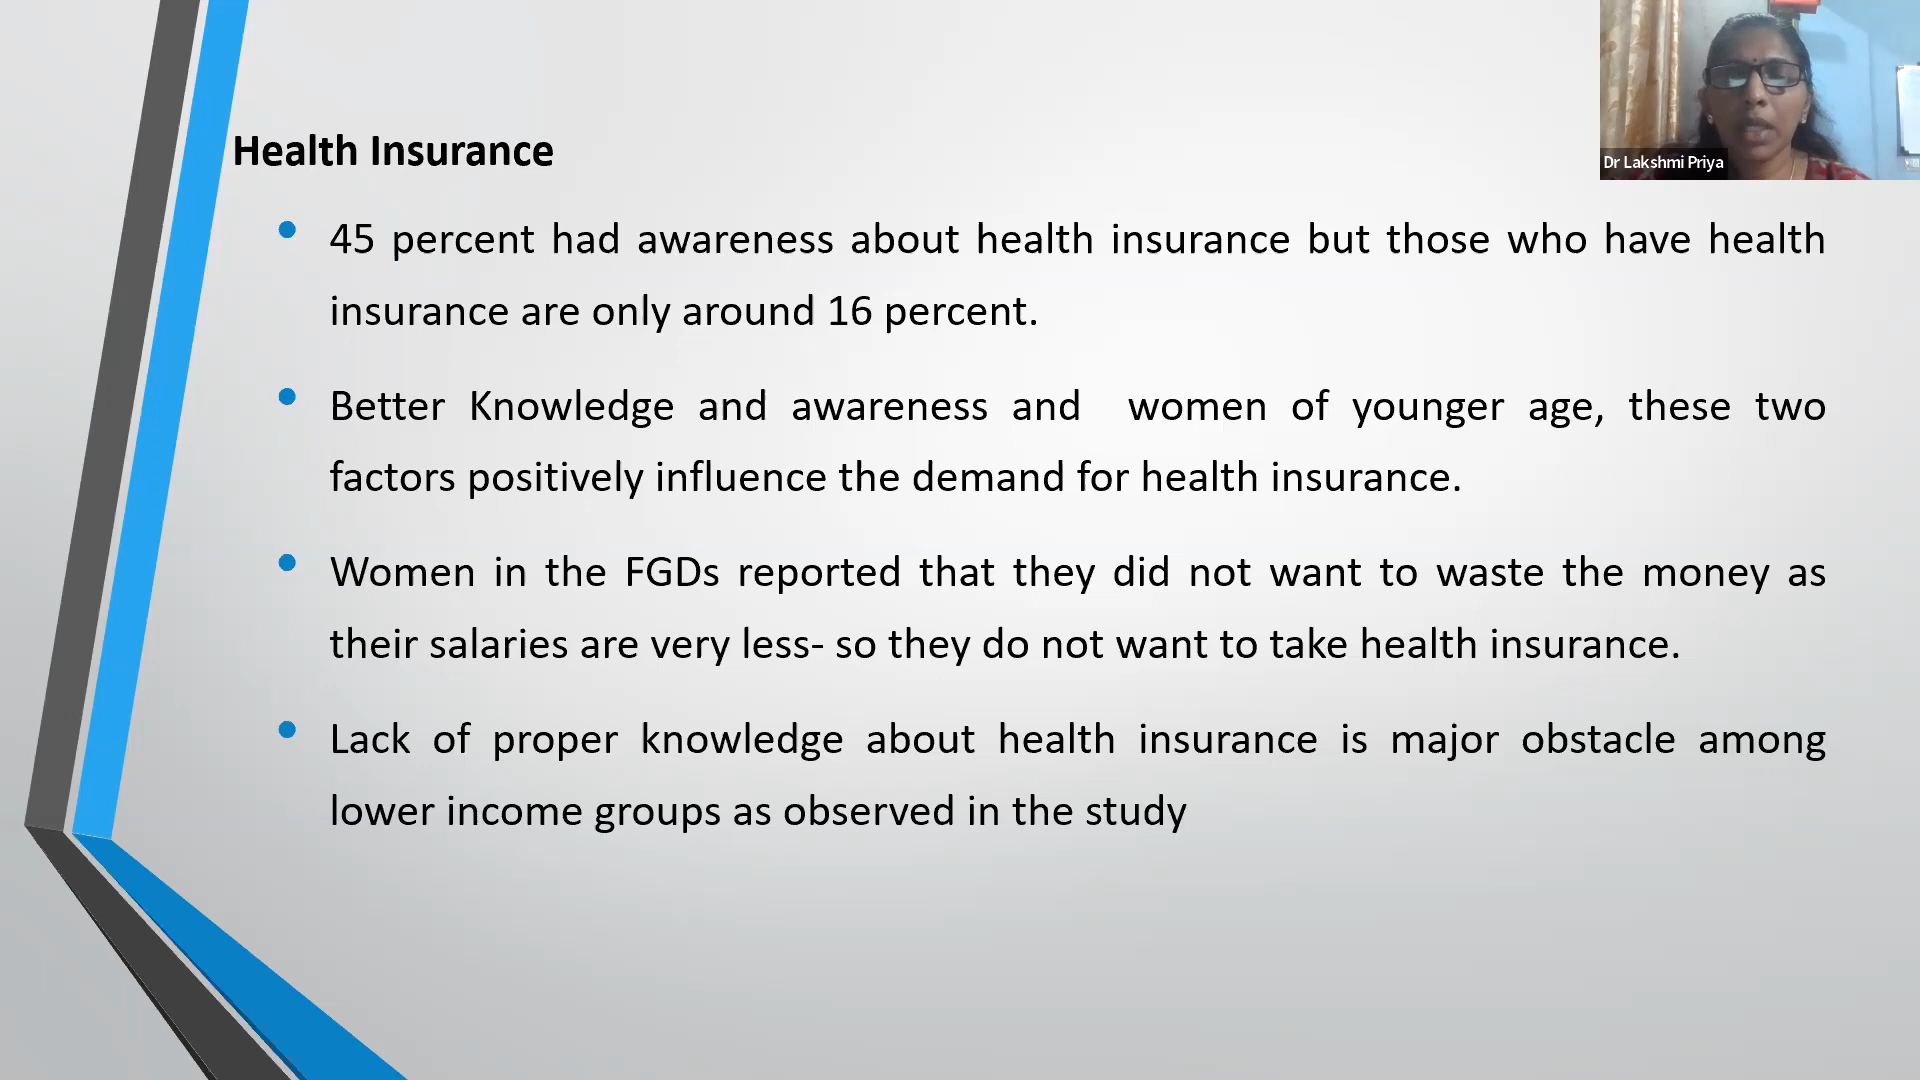 Health Insurance
45 percent had awareness about health insurance but those who have health
insurance are only around 16 percent.
Better Knowledge and awareness and women of younger age, these two
factors positively influence the demand for health insurance.
Women in the FGDs reported that they did not want to waste the money as
their salaries are very less- so they do not want to take health insurance.
Lack of proper knowledge about health insurance is major obstacle among
lower income groups as observed in the study
Dr Lakshmi Priya